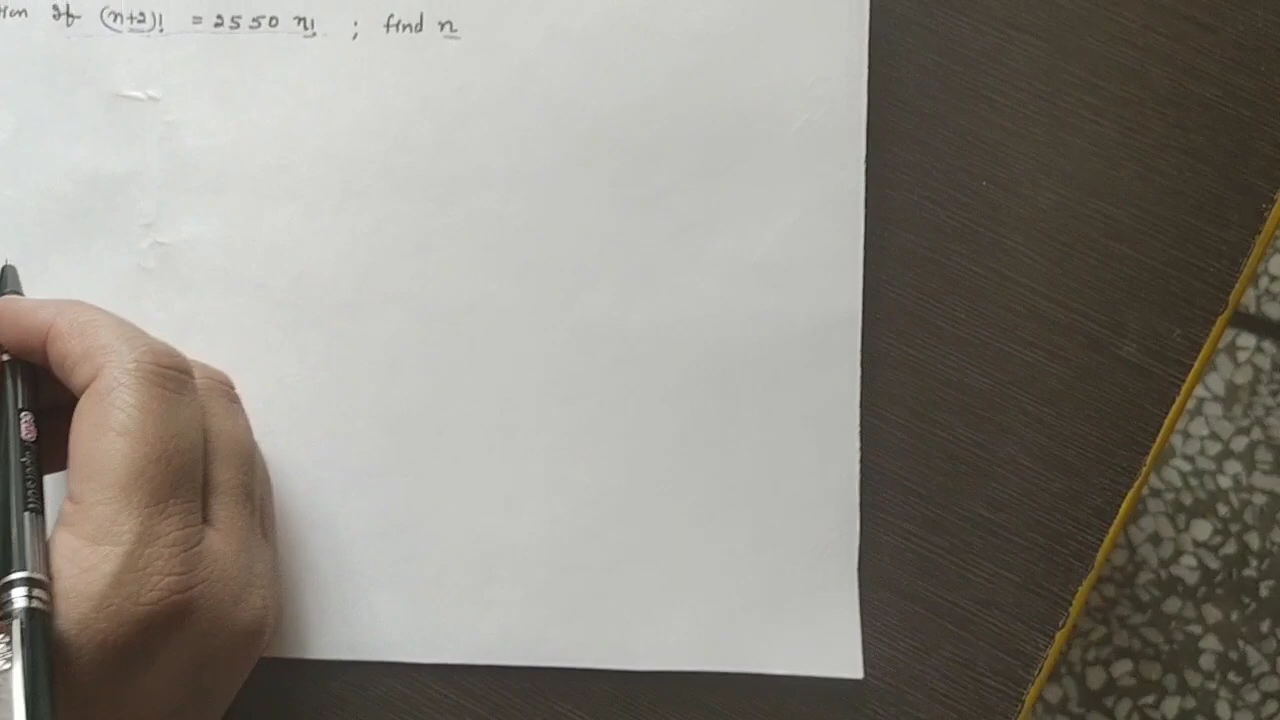 If (n+2)! = 2550 n! ; find n